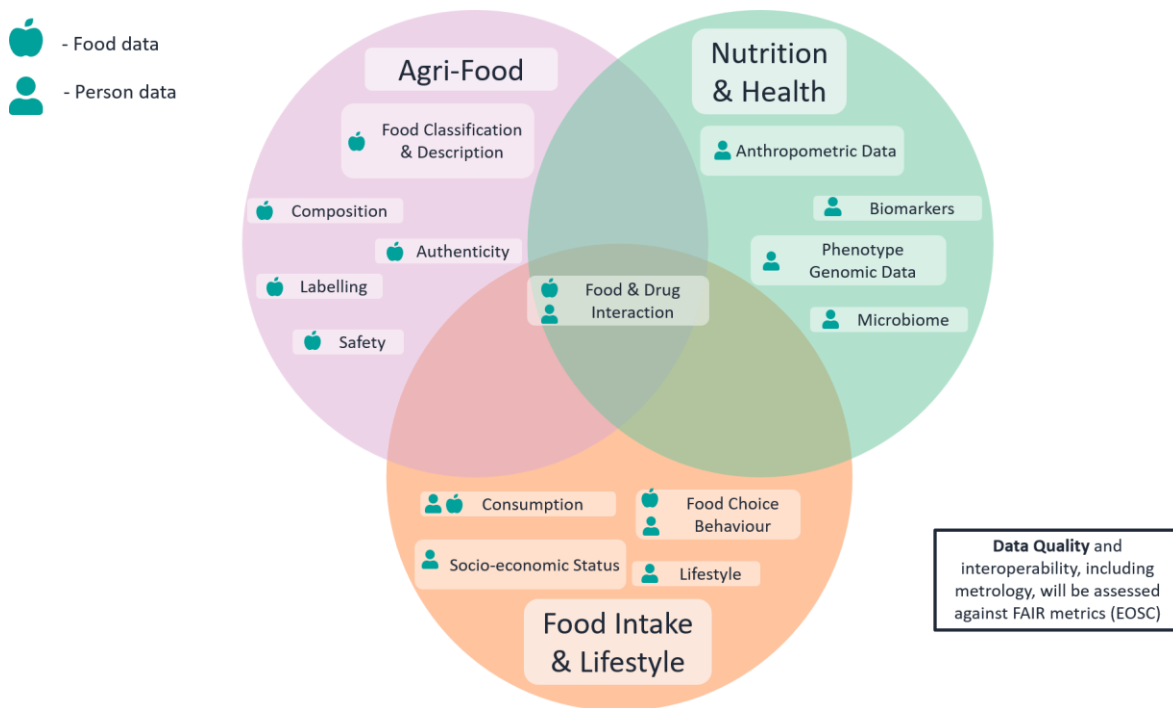 - Food data
- Person data
Agri-Food
Food Classification
& Description
Composition
Authenticity
Labelling
Safety
Nutrition
& Health
Anthropometric Data
Biomarkers
Phenotype
Genomic Data
Microbiome
Food & Drug
Interaction
Consumption
Food Choice
Behaviour
Socio-economic Status
Lifestyle
Food Intake
& Lifestyle
Data Quality and
interoperability, including
metrology, will be assessed
against FAIR metrics (EOSC)